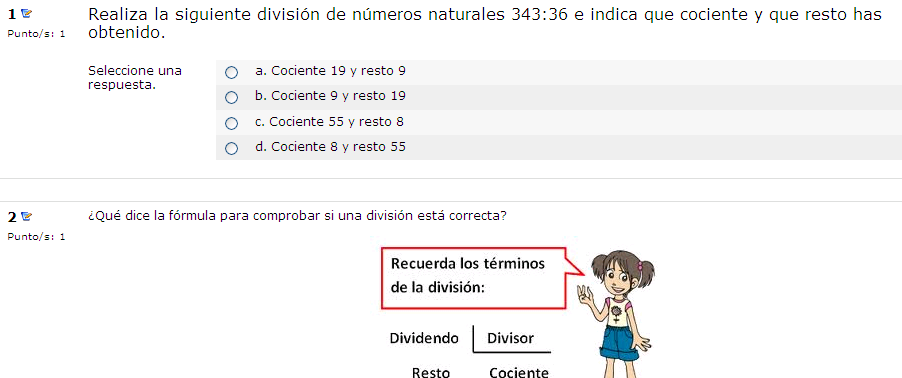 1 Realiza la siguiente división de números naturales 343:36 e indica que cociente y que resto has
Punto/s: 1 obtenido.
Seleccione una
respuesta.
a. Cociente 19 y resto 9
b. Cociente 9 y resto 19
c. Cociente 55 y resto 8
d. Cociente 8 y resto 55
2 ¿Qué dice la fórmula para comprobar si una división está correcta?
Punto/s: 1
Recuerda los términos
de la división:
Dividendo Divisor
Resto Cociente